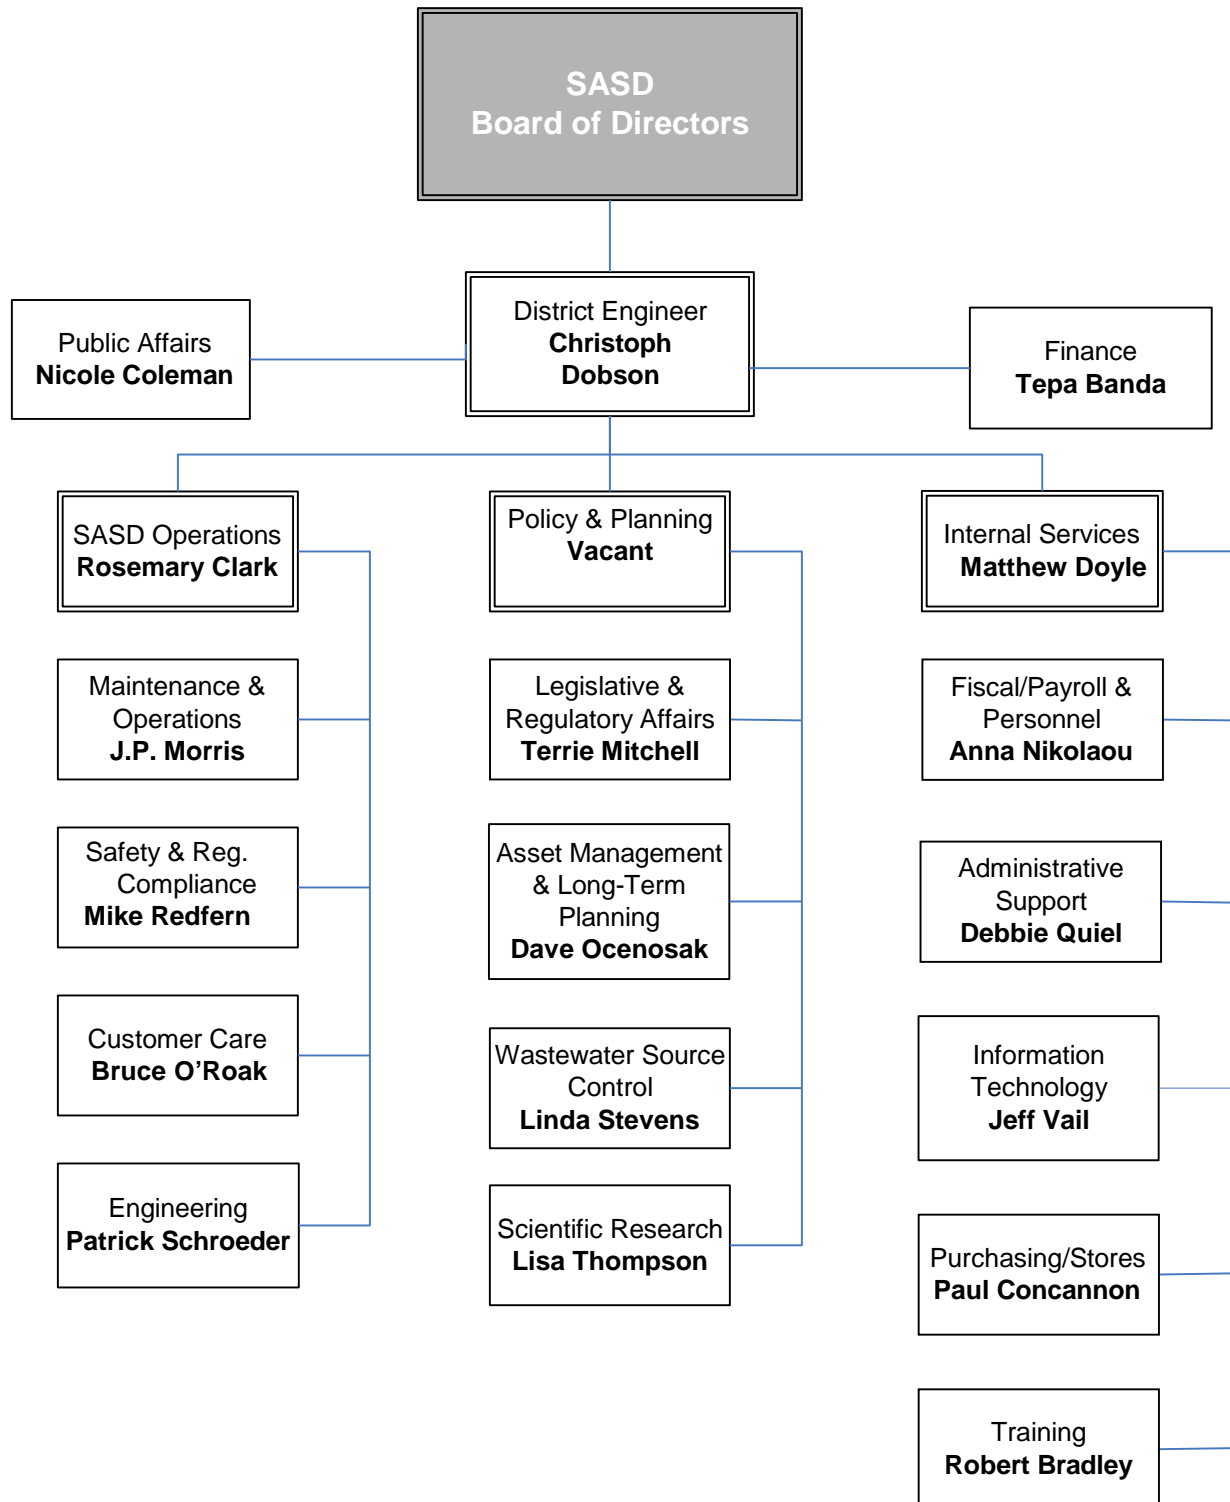 SASD
Board of Directors
District Engineer
Christoph
Dobson
Public Affairs
Nicole Coleman
Finance
Tepa Banda
SASD Operations
Rosemary Clark
Maintenance &
Operations
J.P. Morris
Safety & Reg.
Compliance
Mike Redfern
Customer Care
Bruce O’Roak
Engineering
Patrick Schroeder
Policy & Planning
Vacant
Legislative &
Regulatory Affairs
Terrie Mitchell
Asset Management
& Long-Term
Planning
Dave Ocenosak
Wastewater Source
Control
Linda Stevens
Scientific Research
Lisa Thompson
Internal Services
Matthew Doyle
Fiscal/Payroll &
Personnel
Anna Nikolaou
Administrative
Support
Debbie Quiel
Information
Technology
Jeff Vail
Purchasing/Stores
Paul Concannon
Training
Robert Bradley